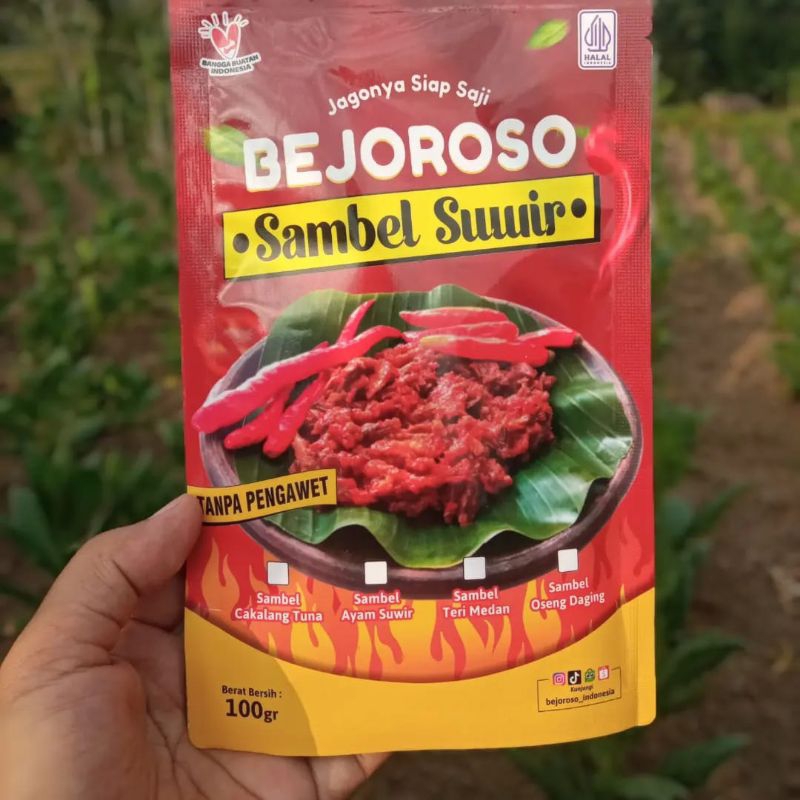 BANGGA BUATAN
INDONESIA
HALAL
INDONESIA
Jagonya Siap Saji
BEJOROSO
• Sambel Suwir •
TANPA PENGAWET
Sambel
Cakalang Tuna
Sambel
Ayam Suwir
Sambel
Teri Medan
Sambel
Oseng Daging
Berat Bersih :
100gr
Kunjungi
bejoroso_indonesia